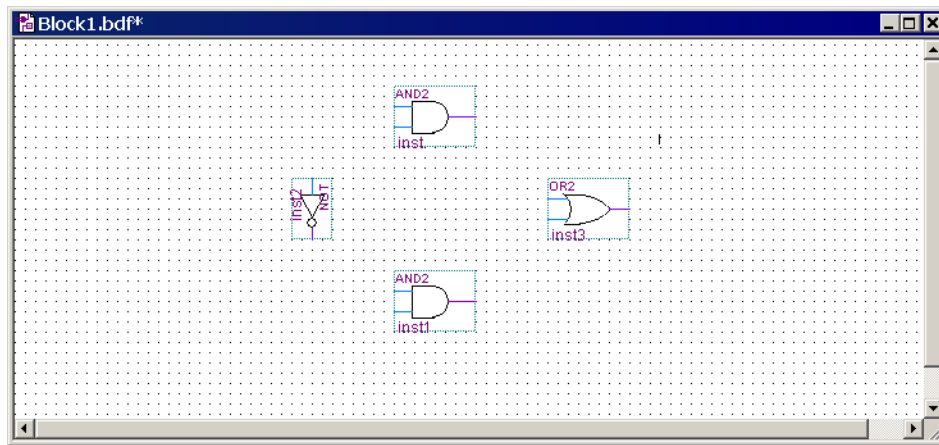 Block1.bdf*
AND2
inst
inst2
NOT
OR2
inst3
AND2
inst1